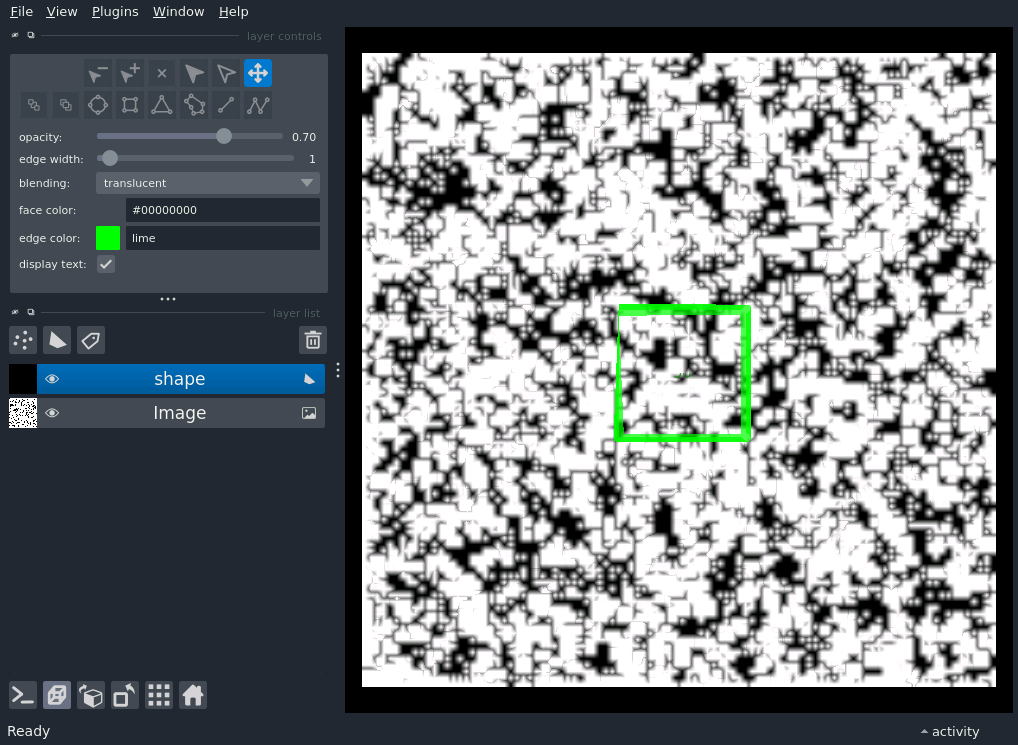 File View Plugins Window Help
layer controls
opacity: 0.70
edge width: 1
blending: translucent
face color: #00000000
edge color: lime
display text:
layer list
shape
Image
Ready
activity